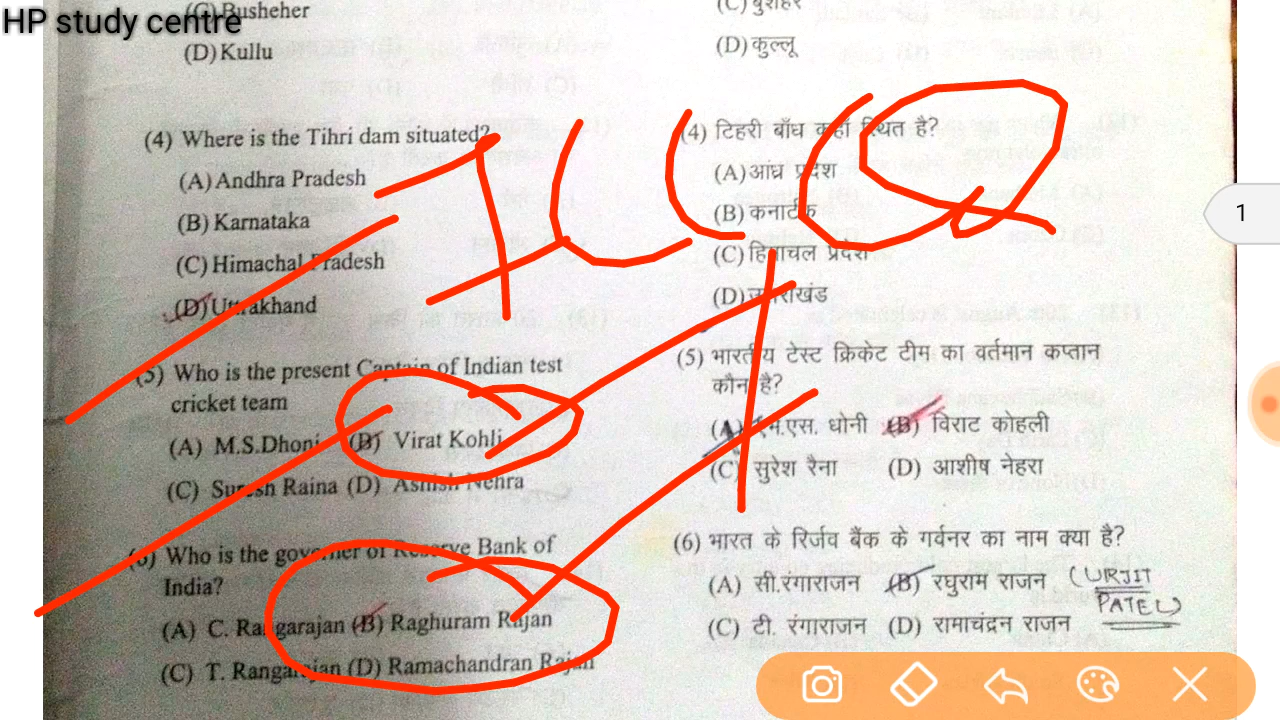 HP study centre
(C) Busheher
(D) Kullu
(4) Where is the Tihri dam situated?
(A) Andhra Pradesh
(B) Karnataka
(C) Himachal Pradesh
(D) Uttrakhand
(5) Who is the present Captain of Indian test
cricket team
(A) M.S.Dhoni (B) Virat Kohli
(C) Suresh Raina (D) Ashish Nehra
(6) Who is the governer of Reserve Bank of
India?
(A) C. Rangarajan (B) Raghuram Rajan
(C) T. Rangarajan (D) Ramachandran Rajan
(C) बुशहर
(D) कुल्लू
(4) टिहरी बाँध कहाँ स्थित है?
(A) आंध्र प्रदेश
(B) कनार्टक
(C) हिमाचल प्रदेश
(D) उत्तराखंड
(5) भारतीय टेस्ट क्रिकेट टीम का वर्तमान कप्तान
कौन है?
(A) एम.एस. धोनी (B) विराट कोहली
(C) सुरेश रैना (D) आशीष नेहरा
(6) भारत के रिर्जव बैंक के गर्वनर का नाम क्या है?
(A) सी.रंगाराजन (B) रघुराम राजन (URJIT
PATEL)
(C) टी. रंगाराजन (D) रामाचंद्रन राजन
1